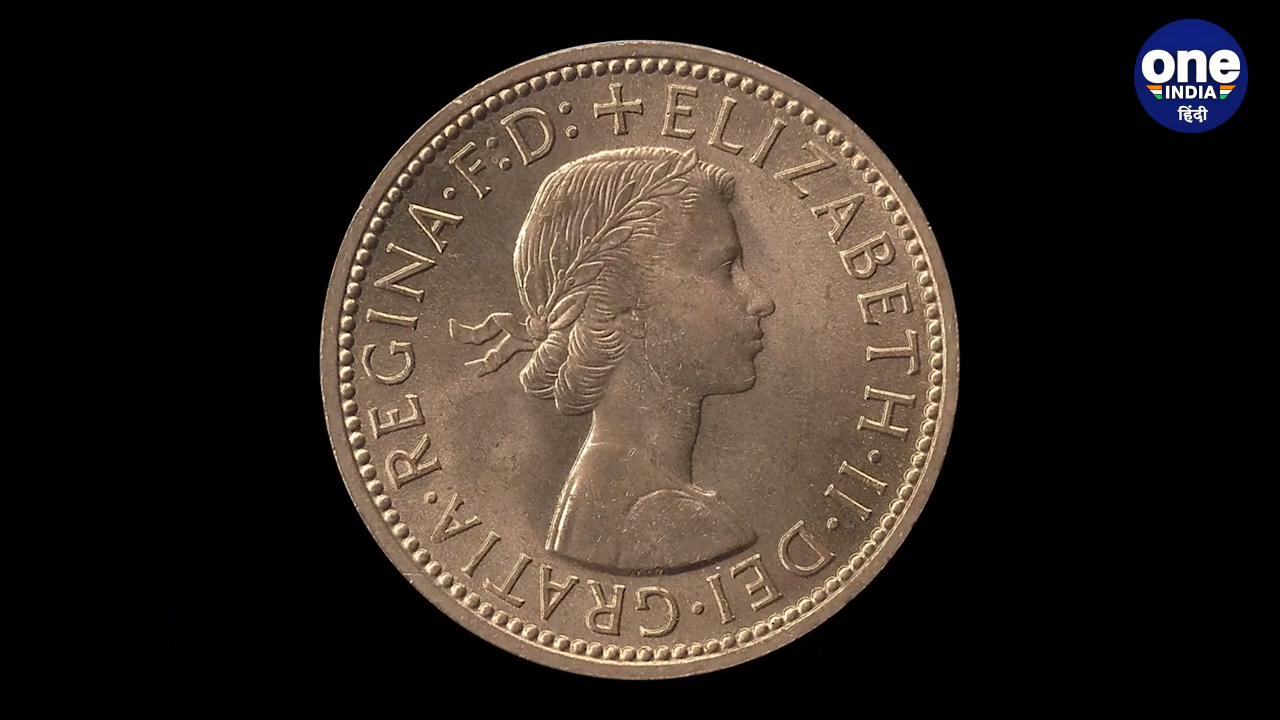 + ELIZABETH·II·DEI·GRATIA·REGINA·F:D:
one
INDIA
हिंदी